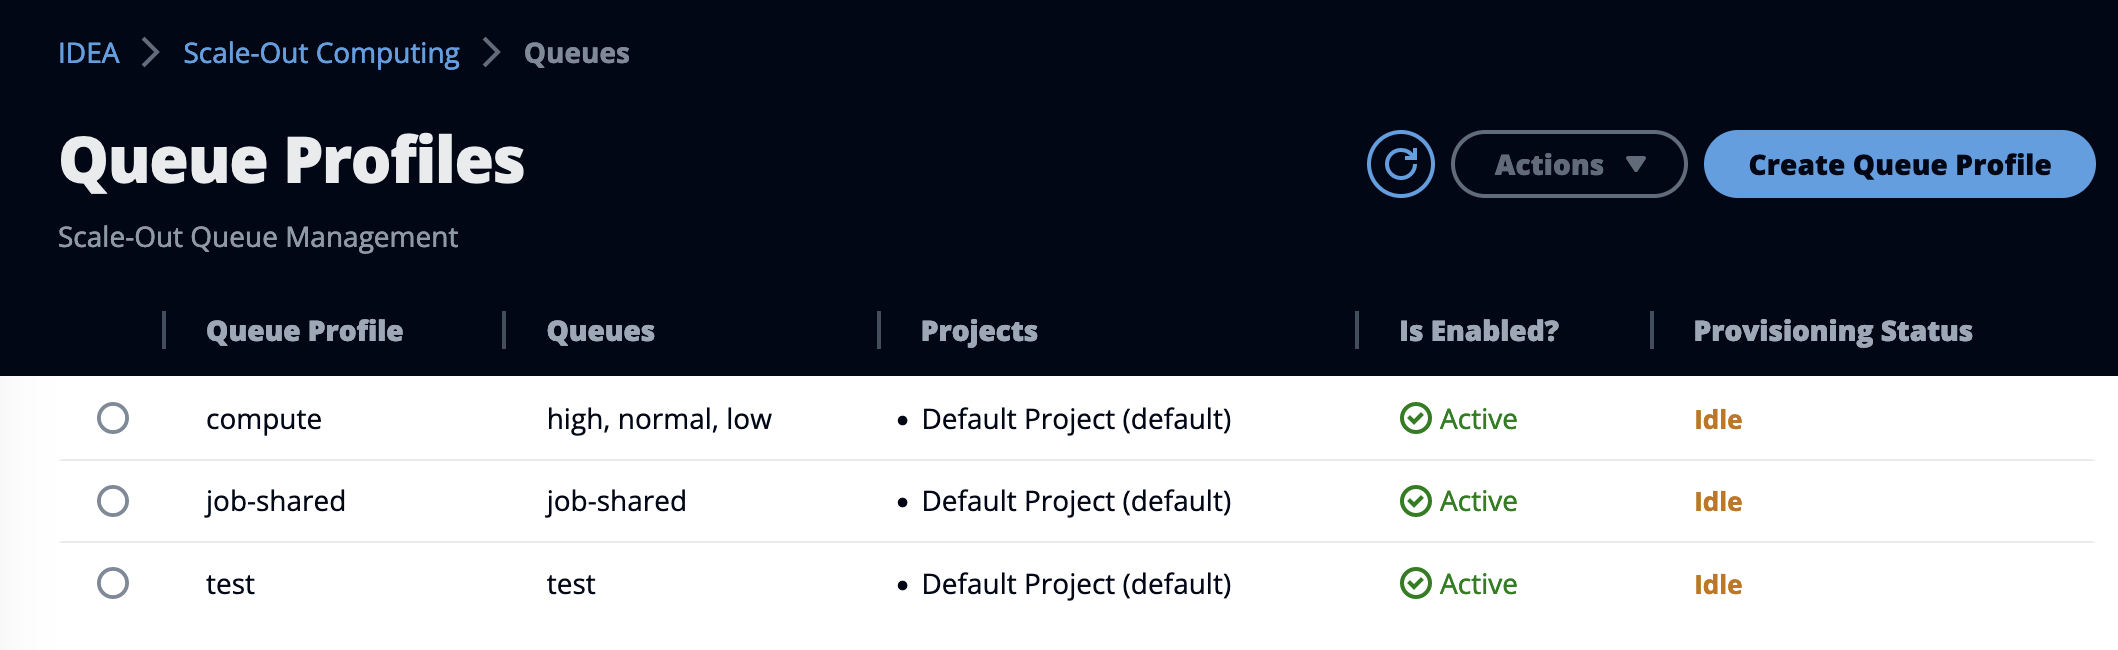 IDEA > Scale-Out Computing > Queues
Queue Profiles
Actions ▼
Create Queue Profile
Scale-Out Queue Management
Queue Profile Queues Projects Is Enabled? Provisioning Status
compute high, normal, low • Default Project (default) Active Idle
job-shared job-shared • Default Project (default) Active Idle
test test • Default Project (default) Active Idle